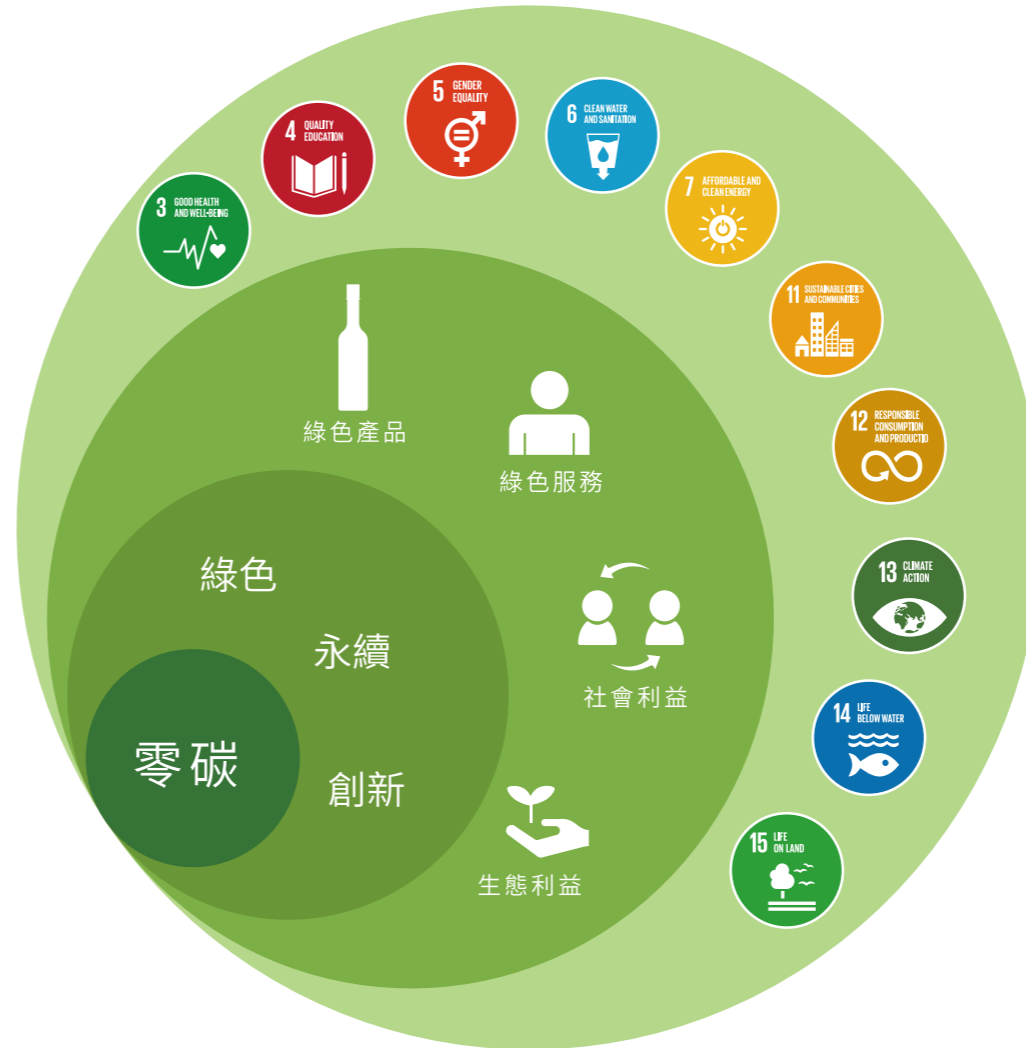 5 GENDER
EQUALITY
6 CLEAN WATER
AND SANITATION
4 QUALITY
EDUCATION
7 AFFORDABLE AND
CLEAN ENERGY
3 GOOD HEALTH
AND WELL-BEING
11 SUSTAINABLE CITIES
AND COMMUNITIES
12 RESPONSIBLE
CONSUMPTION
AND PRODUCTIO
13 CLIMATE
ACTION
14 LIFE
BELOW WATER
15 LIFE
ON LAND
綠色產品
綠色服務
社會利益
生態利益
綠色
永續
創新
零碳